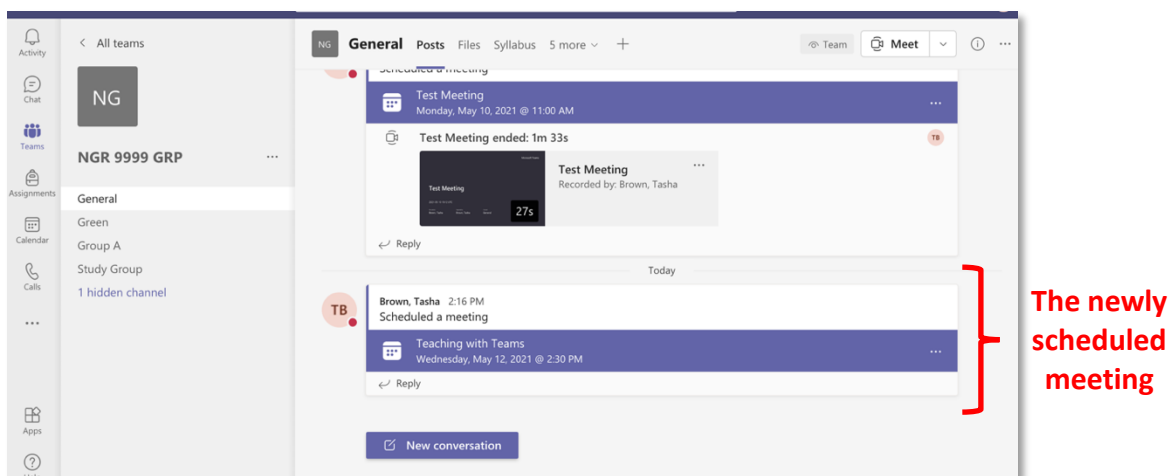 Activity
Chat
Teams
Assignments
Calendar
Calls
Apps
All teams
NG
NGR 9999 GRP
General
Green
Group A
Study Group
1 hidden channel
NG General Posts Files Syllabus 5 more
Team
Meet
Scheduled a meeting
Test Meeting
Monday, May 10, 2021 @ 11:00 AM
Test Meeting ended: 1m 33s
TB
Test Meeting
27s
Test Meeting
Recorded by: Brown, Tasha
Reply
Today
TB
Brown, Tasha 2:16 PM
Scheduled a meeting
Teaching with Teams
Wednesday, May 12, 2021 @ 2:30 PM
Reply
New conversation
The newly
scheduled
meeting